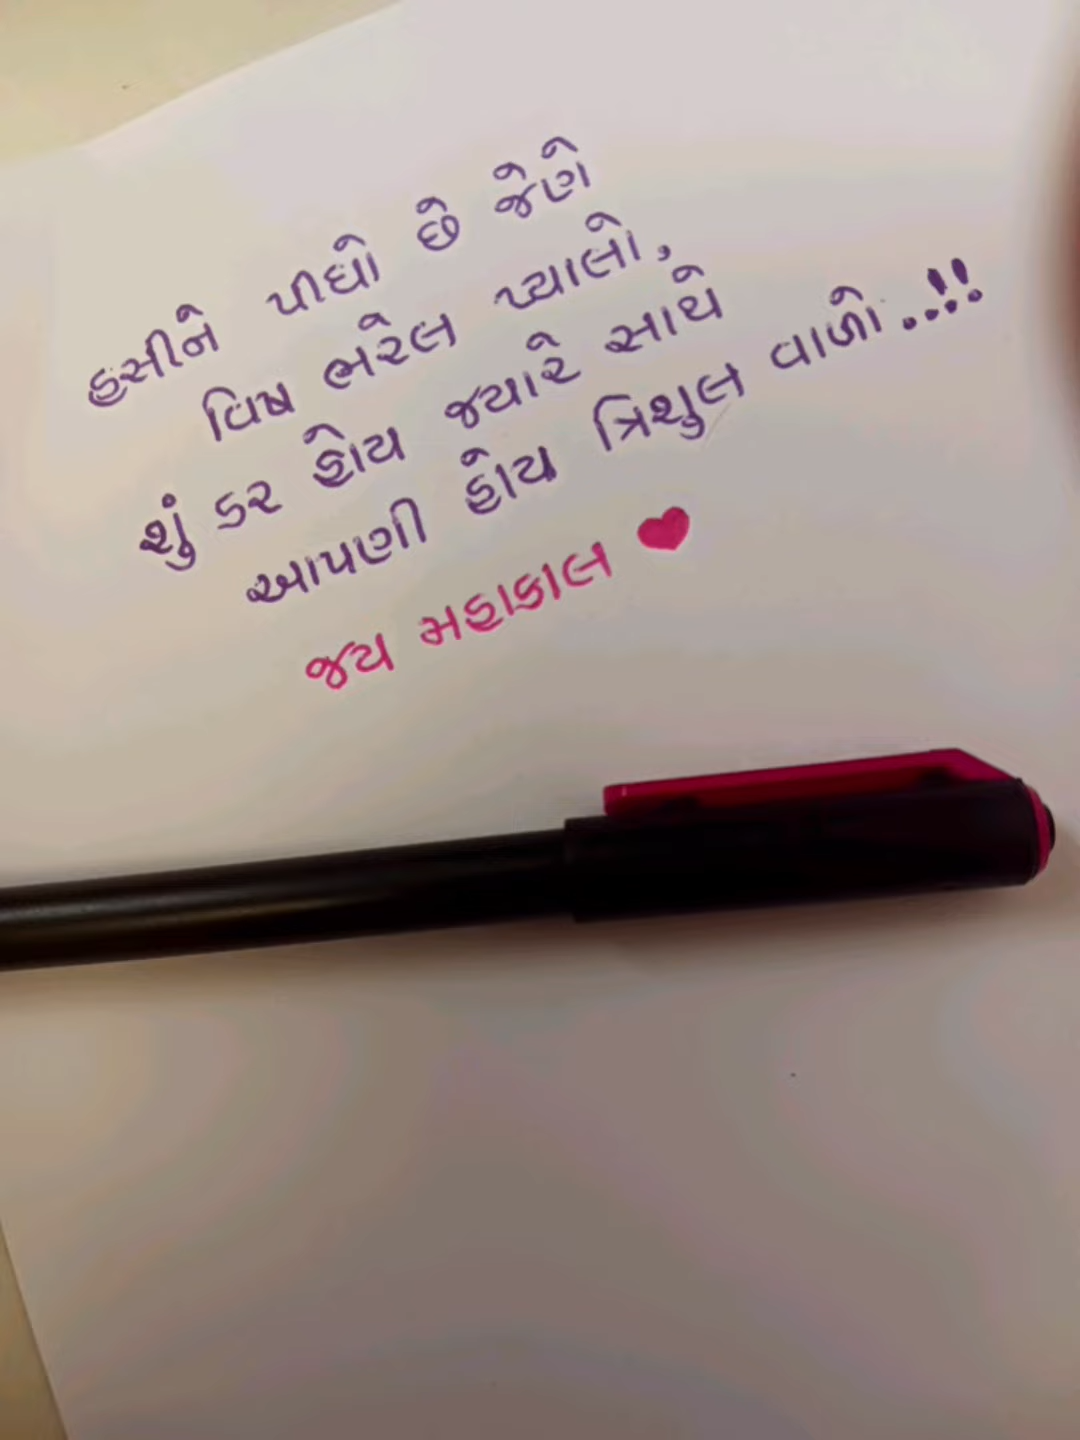 હસીને પીધો છે જેણે
વિષ ભરેલ પ્યાલો,
શું ડર હોય જ્યારે સાથે
આપણી હોય ત્રિશુલ વાળો...!!
જય મહાકાલ ❤